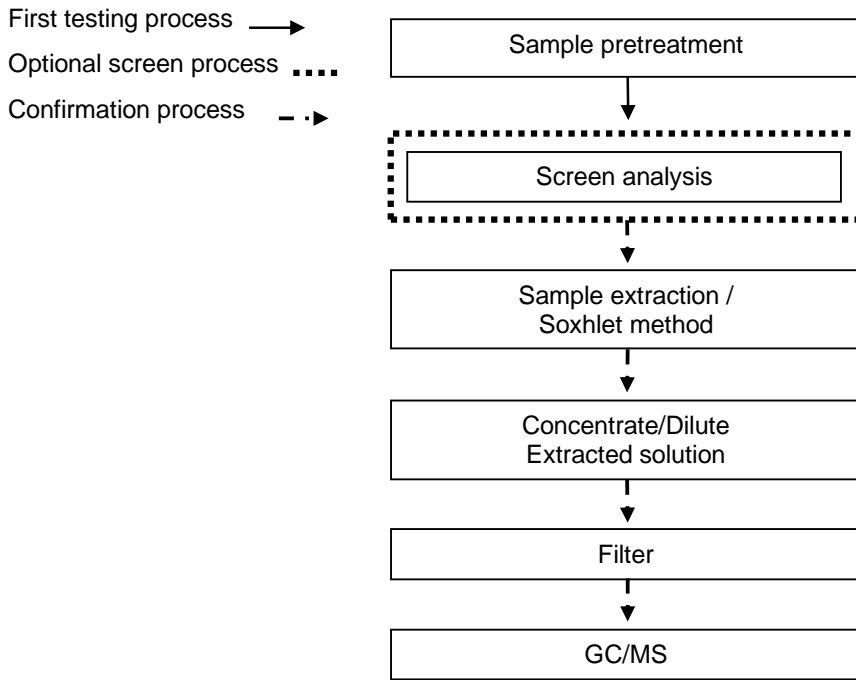 First testing process
Optional screen process
Confirmation process
Sample pretreatment
Screen analysis
Sample extraction /
Soxhlet method
Concentrate/Dilute
Extracted solution
Filter
GC/MS